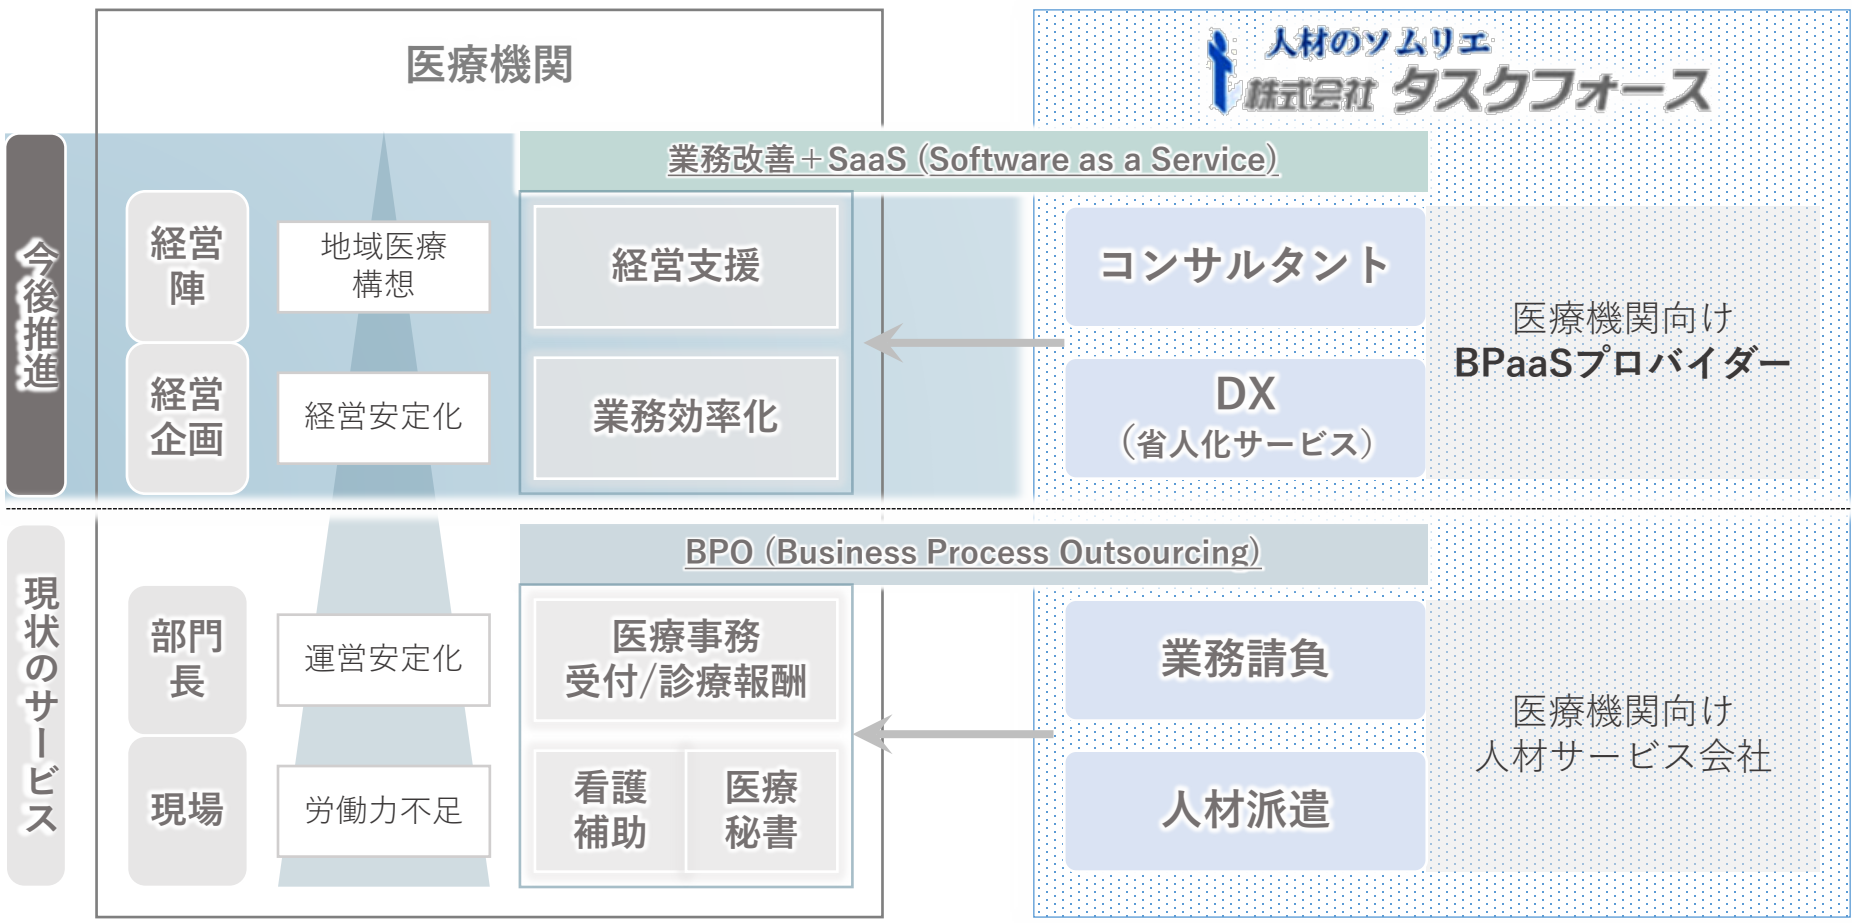 医療機関
人材のソムリエ
株式会社 タスクフォース
今後推進
業務改善＋SaaS (Software as a Service)
経営
陣
地域医療
構想
経営支援
コンサルタント
経営
企画
経営安定化
業務効率化
DX
（省人化サービス）
医療機関向け
BPaaSプロバイダー
現状のサービス
BPO (Business Process Outsourcing)
部門
長
運営安定化
医療事務
受付/診療報酬
業務請負
現場
労働力不足
看護
補助
医療
秘書
人材派遣
医療機関向け
人材サービス会社